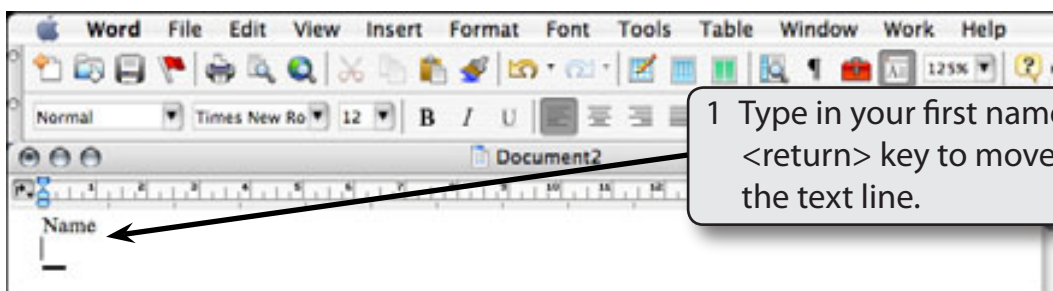 Word File Edit View Insert Format Font Tools Table Window Work Help
125%
Normal Times New Ro 12 B I U
Document2
1 Type in your first name
<return> key to move
the text line.
Name